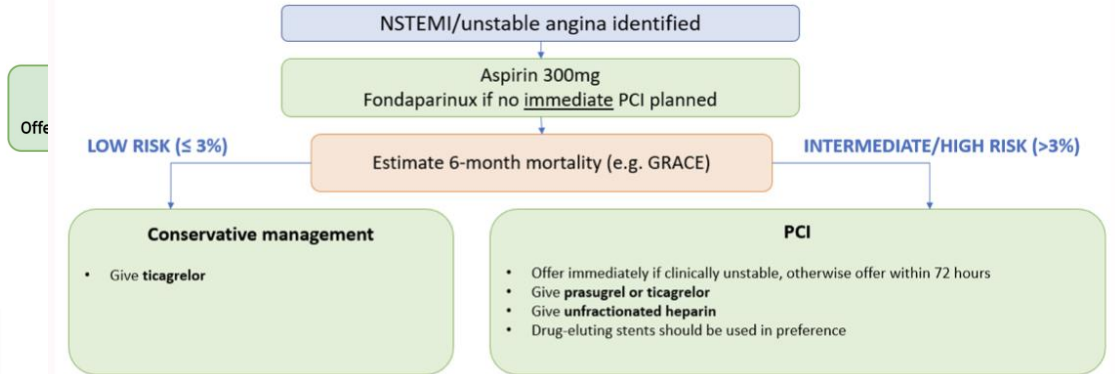 NSTEMI/unstable angina identified
Aspirin 300mg
Fondaparinux if no immediate PCI planned
Offe
LOW RISK (≤ 3%)
Estimate 6-month mortality (e.g. GRACE)
INTERMEDIATE/HIGH RISK (>3%)
Conservative management
• Give ticagrelor
PCI
• Offer immediately if clinically unstable, otherwise offer within 72 hours
• Give prasugrel or ticagrelor
• Give unfractionated heparin
• Drug-eluting stents should be used in preference